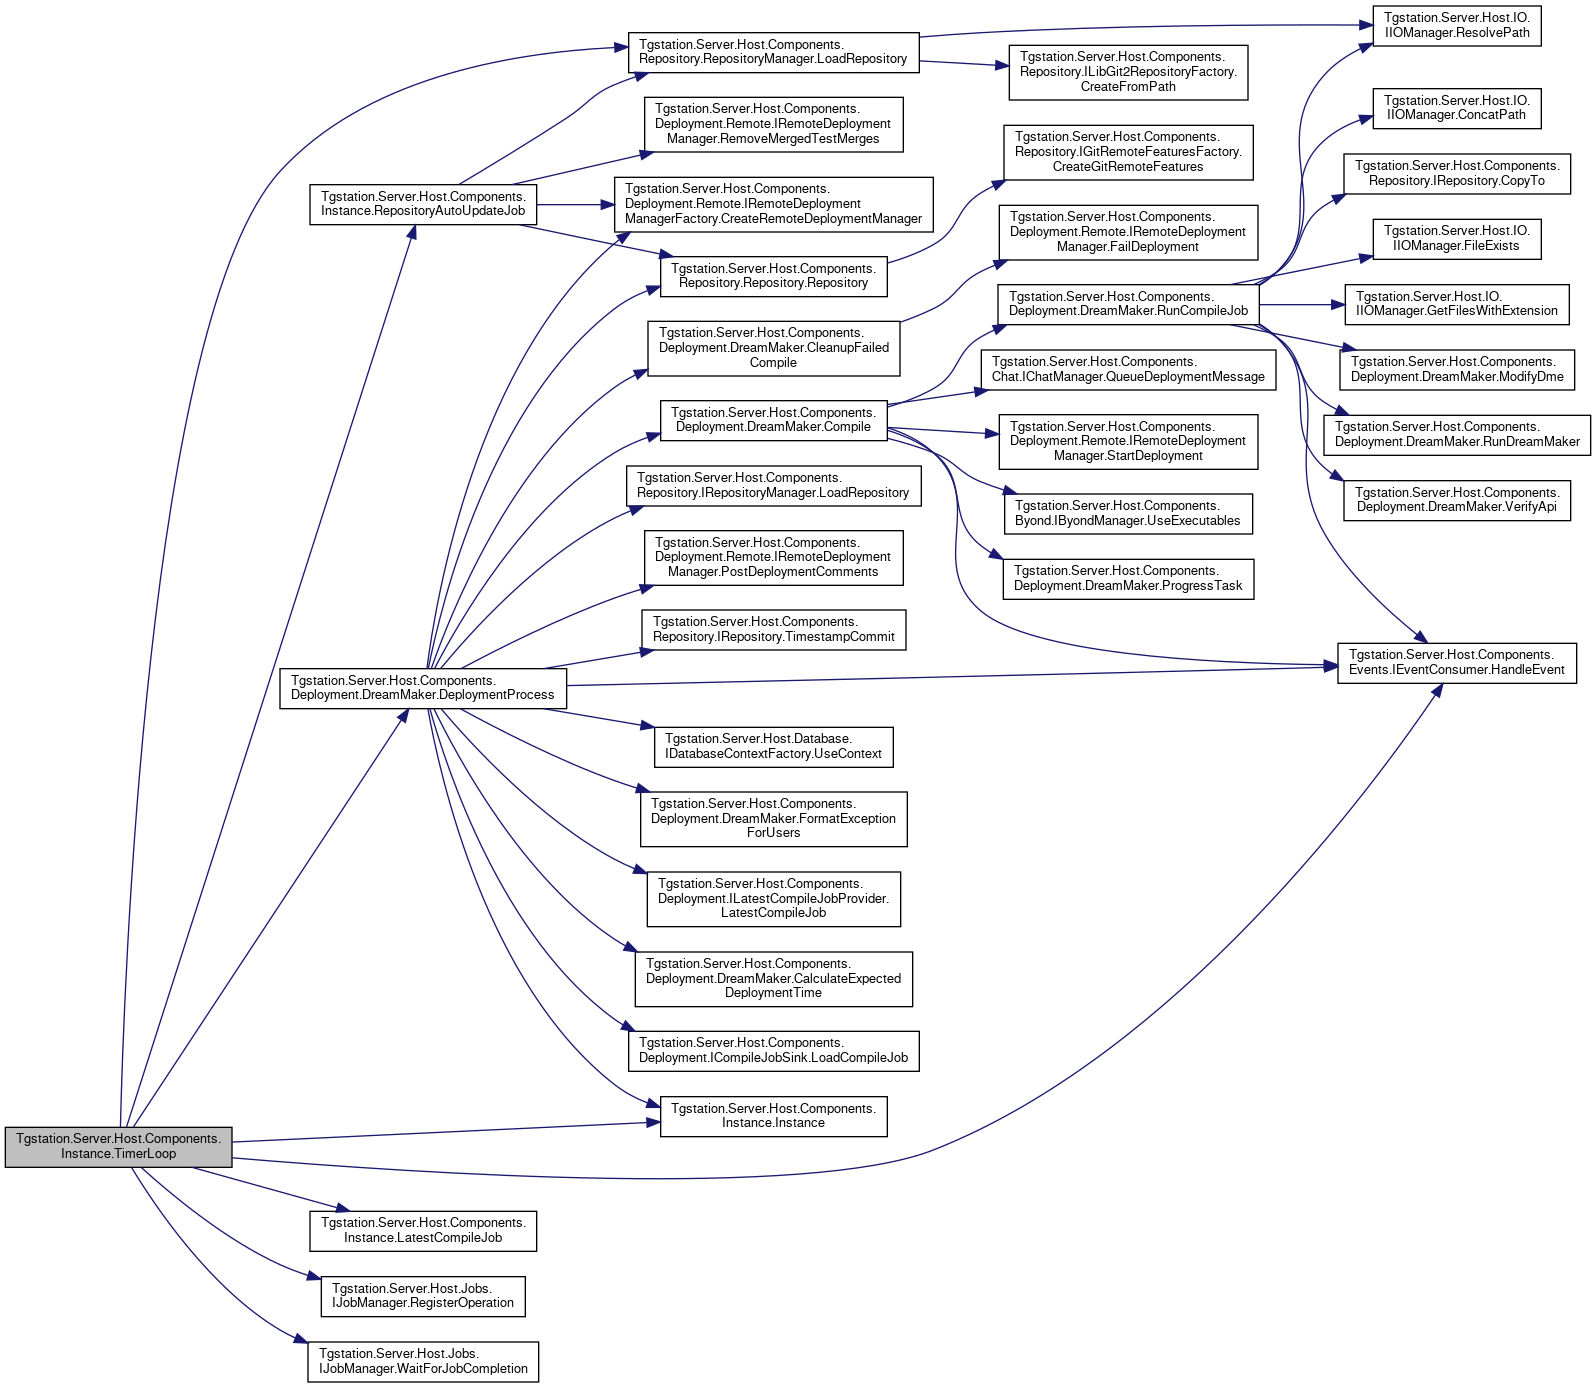 Tgstation.Server.Host.Components.
Instance.TimerLoop
Tgstation.Server.Host.Components.
Instance.RepositoryAutoUpdateJob
Tgstation.Server.Host.Components.
Deployment.DreamMaker.DeploymentProcess
Tgstation.Server.Host.Components.
Instance.LatestCompileJob
Tgstation.Server.Host.Jobs.
IJobManager.RegisterOperation
Tgstation.Server.Host.Jobs.
IJobManager.WaitForJobCompletion
Tgstation.Server.Host.Components.
Repository.RepositoryManager.LoadRepository
Tgstation.Server.Host.Components.
Deployment.Remote.IRemoteDeployment
Manager.RemoveMergedTestMerges
Tgstation.Server.Host.Components.
Deployment.Remote.IRemoteDeployment
ManagerFactory.CreateRemoteDeploymentManager
Tgstation.Server.Host.Components.
Repository.Repository.Repository
Tgstation.Server.Host.Components.
Deployment.DreamMaker.CleanupFailed
Compile
Tgstation.Server.Host.Components.
Deployment.DreamMaker.Compile
Tgstation.Server.Host.Components.
Repository.IRepositoryManager.LoadRepository
Tgstation.Server.Host.Components.
Deployment.Remote.IRemoteDeployment
Manager.PostDeploymentComments
Tgstation.Server.Host.Components.
Repository.IRepository.TimestampCommit
Tgstation.Server.Host.Database.
IDatabaseContextFactory.UseContext
Tgstation.Server.Host.Components.
Deployment.DreamMaker.FormatException
ForUsers
Tgstation.Server.Host.Components.
Deployment.ILatestCompileJobProvider.
LatestCompileJob
Tgstation.Server.Host.Components.
Deployment.DreamMaker.CalculateExpected
DeploymentTime
Tgstation.Server.Host.Components.
Deployment.ICompileJobSink.LoadCompileJob
Tgstation.Server.Host.Components.
Instance.Instance
Tgstation.Server.Host.Components.
Repository.ILibGit2RepositoryFactory.
CreateFromPath
Tgstation.Server.Host.Components.
Repository.IGitRemoteFeaturesFactory.
CreateGitRemoteFeatures
Tgstation.Server.Host.Components.
Deployment.Remote.IRemoteDeployment
Manager.FailDeployment
Tgstation.Server.Host.Components.
Deployment.DreamMaker.RunCompileJob
Tgstation.Server.Host.Components.
Chat.IChatManager.QueueDeploymentMessage
Tgstation.Server.Host.Components.
Deployment.Remote.IRemoteDeployment
Manager.StartDeployment
Tgstation.Server.Host.Components.
Byond.IByondManager.UseExecutables
Tgstation.Server.Host.Components.
Deployment.DreamMaker.ProgressTask
Tgstation.Server.Host.IO.
IIOManager.ResolvePath
Tgstation.Server.Host.IO.
IIOManager.ConcatPath
Tgstation.Server.Host.Components.
Repository.IRepository.CopyTo
Tgstation.Server.Host.IO.
IIOManager.FileExists
Tgstation.Server.Host.IO.
IIOManager.GetFilesWithExtension
Tgstation.Server.Host.Components.
Deployment.DreamMaker.ModifyDme
Tgstation.Server.Host.Components.
Deployment.DreamMaker.RunDreamMaker
Tgstation.Server.Host.Components.
Deployment.DreamMaker.VerifyApi
Tgstation.Server.Host.Components.
Events.IEventConsumer.HandleEvent